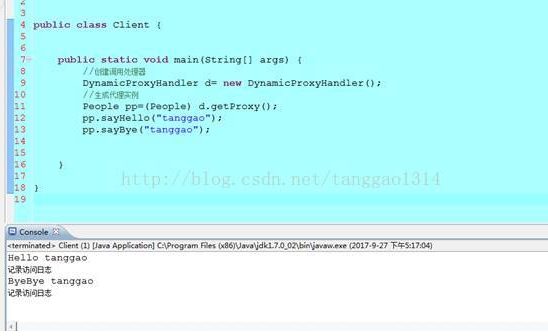 2
3
4 public class Client {
5
6
7 public static void main(String[] args) {
8 //创建调用处理器
9 DynamicProxyHandler d= new DynamicProxyHandler();
10 //生成代理实例
11 People pp=(People) d.getProxy();
12 pp.sayHello("tanggao");
13 pp.sayBye("tanggao");
14
15
16 }
17 http://blog.csdn.net/tanggao1314
18 }
19
Console
<terminated> Client (1) [Java Application] C:\Program Files (x86)\Java\jdk1.7.0_02\bin\javaw.exe (2017-9-27 下午5:17:04)
Hello tanggao
记录访问日志
ByeBye tanggao
记录访问日志